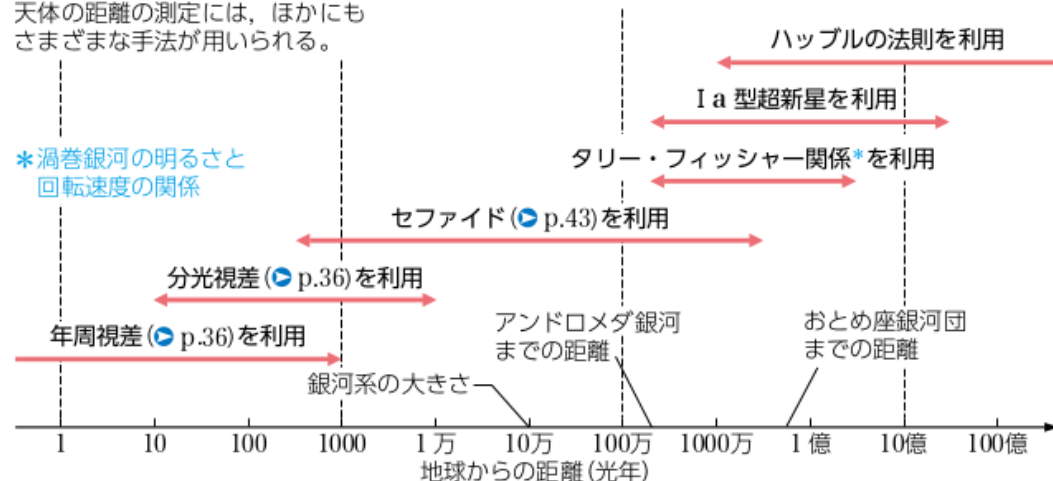 天体の距離の測定には，ほかにも
さまざまな手法が用いられる。
ハッブルの法則を利用
Ⅰa 型超新星を利用
＊渦巻銀河の明るさと
回転速度の関係
タリー・フィッシャー関係＊を利用
セファイド(▶p.43)を利用
分光視差(▶p.36)を利用
年周視差(▶p.36)を利用
アンドロメダ銀河
までの距離
おとめ座銀河団
までの距離
銀河系の大きさ
1 10 100 1000 1万 10万 100万 1000万 1億 10億 100億
地球からの距離(光年)